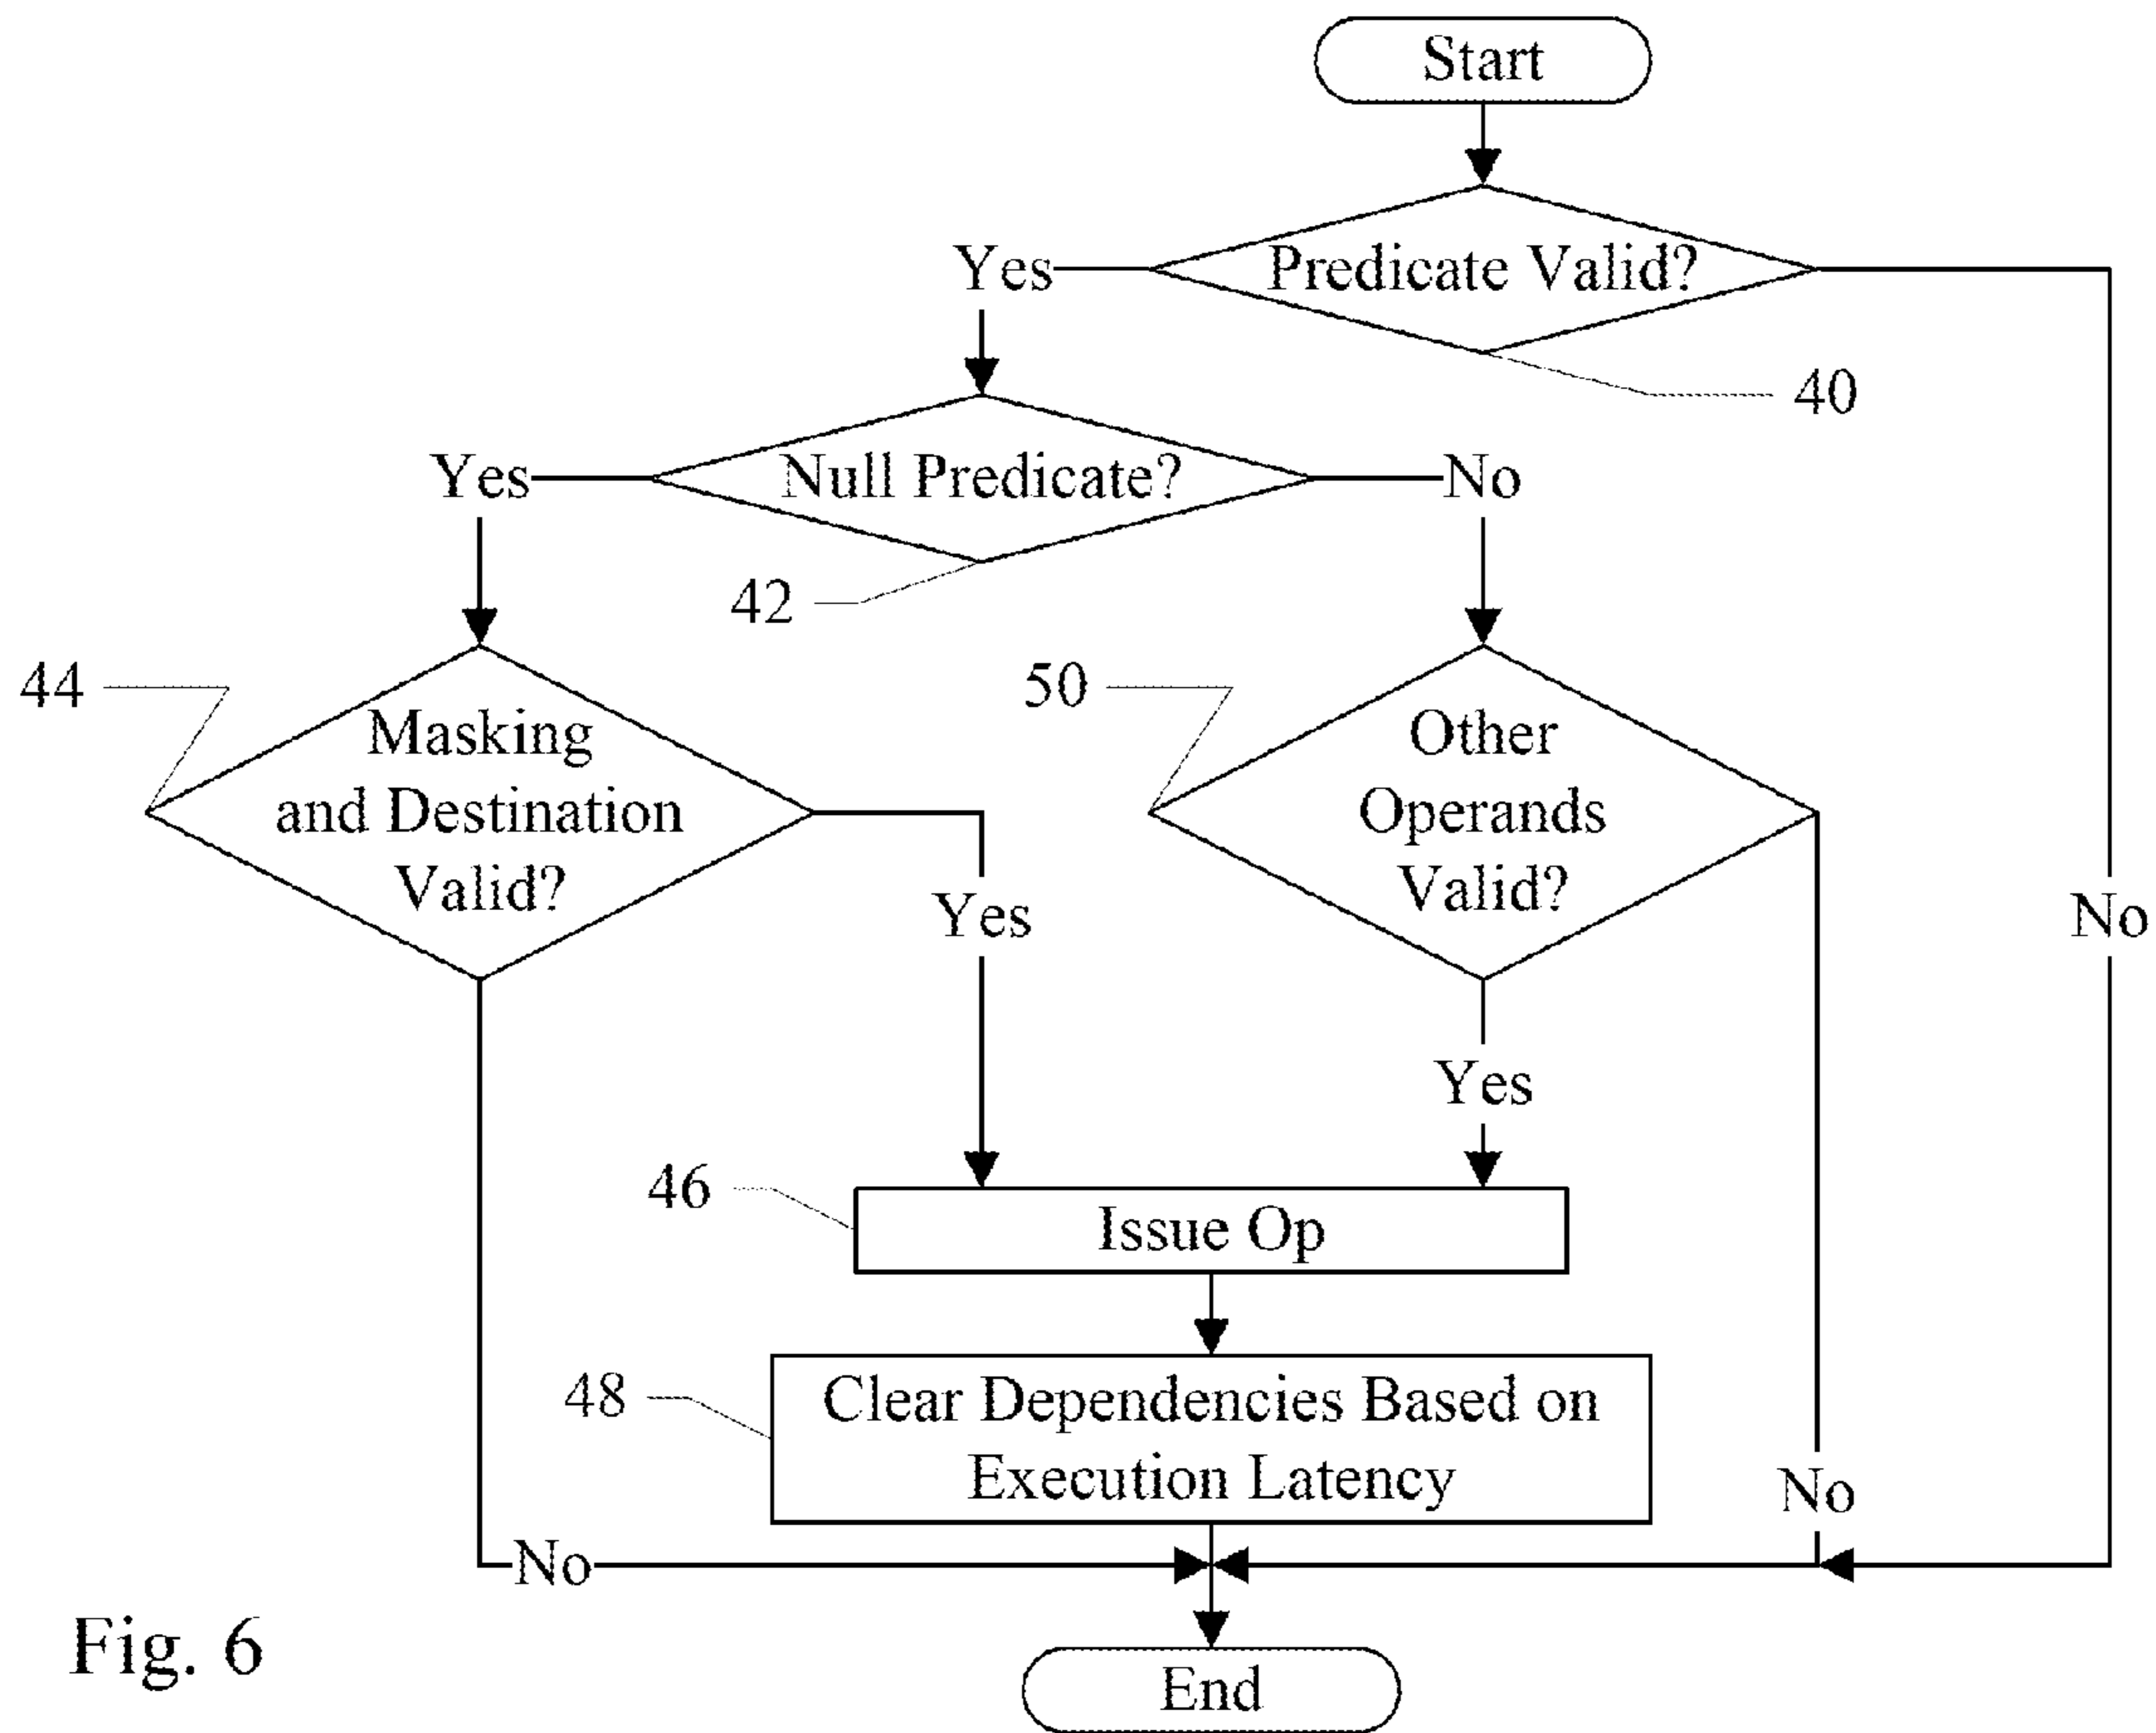 Start
Predicate Valid?
Yes
40
Null Predicate?
Yes
No
42
44
Masking
and Destination
Valid?
50
Other
Operands
Valid?
Yes
No
Yes
46
Issue Op
48
Clear Dependencies Based on
Execution Latency
No
No
Fig. 6
End